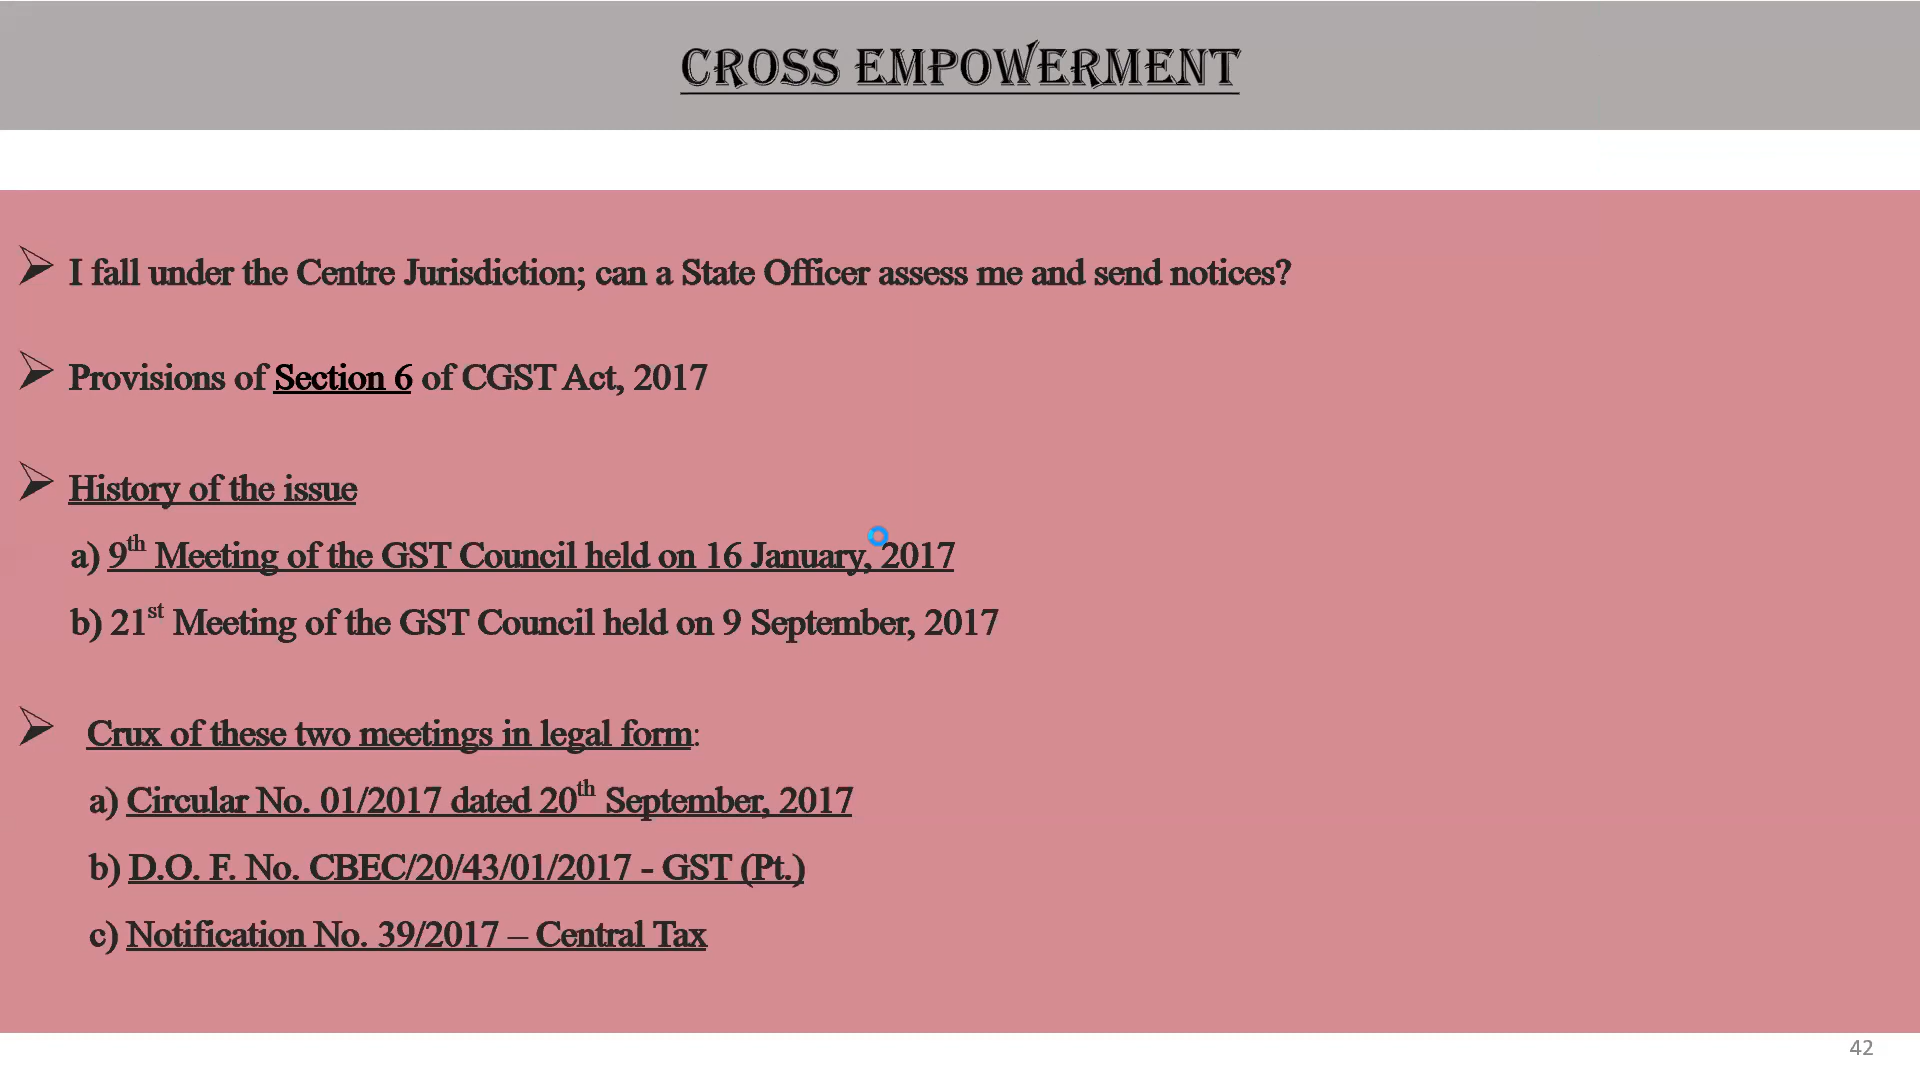 CROSS EMPOWERMENT
➢ I fall under the Centre Jurisdiction; can a State Officer assess me and send notices?
➢ Provisions of Section 6 of CGST Act, 2017
➢ History of the issue
a) 9th Meeting of the GST Council held on 16 January, 2017
b) 21st Meeting of the GST Council held on 9 September, 2017
➢ Crux of these two meetings in legal form:
a) Circular No. 01/2017 dated 20th September, 2017
b) D.O. F. No. CBEC/20/43/01/2017 - GST (Pt.)
c) Notification No. 39/2017 – Central Tax
42